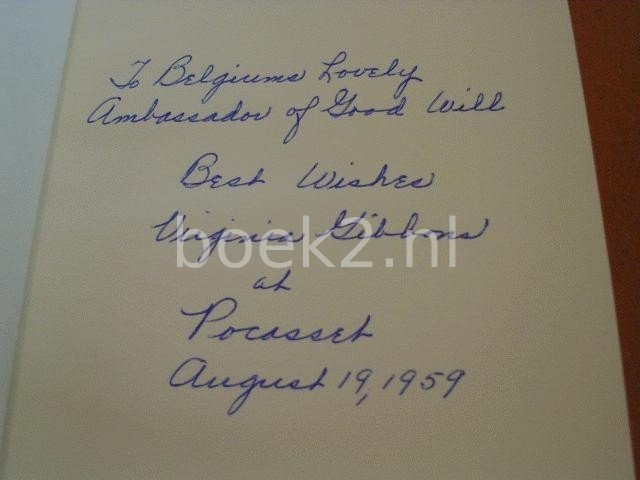 To Belgiums Lovely
Ambassador of Good Will
Best Wishes
Virginia Gibbons
boek2.nl
at
Pocasset
August 19, 1959